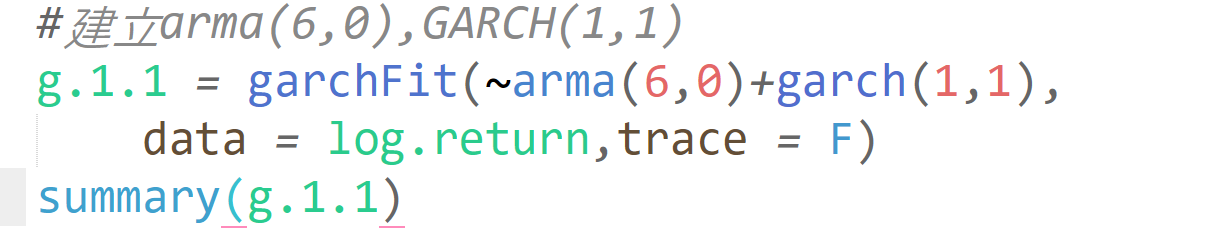 #建立arma(6,0),GARCH(1,1)
g.1.1 = garchFit(~arma(6,0)+garch(1,1),
data = log.return,trace = F)
summary(g.1.1)